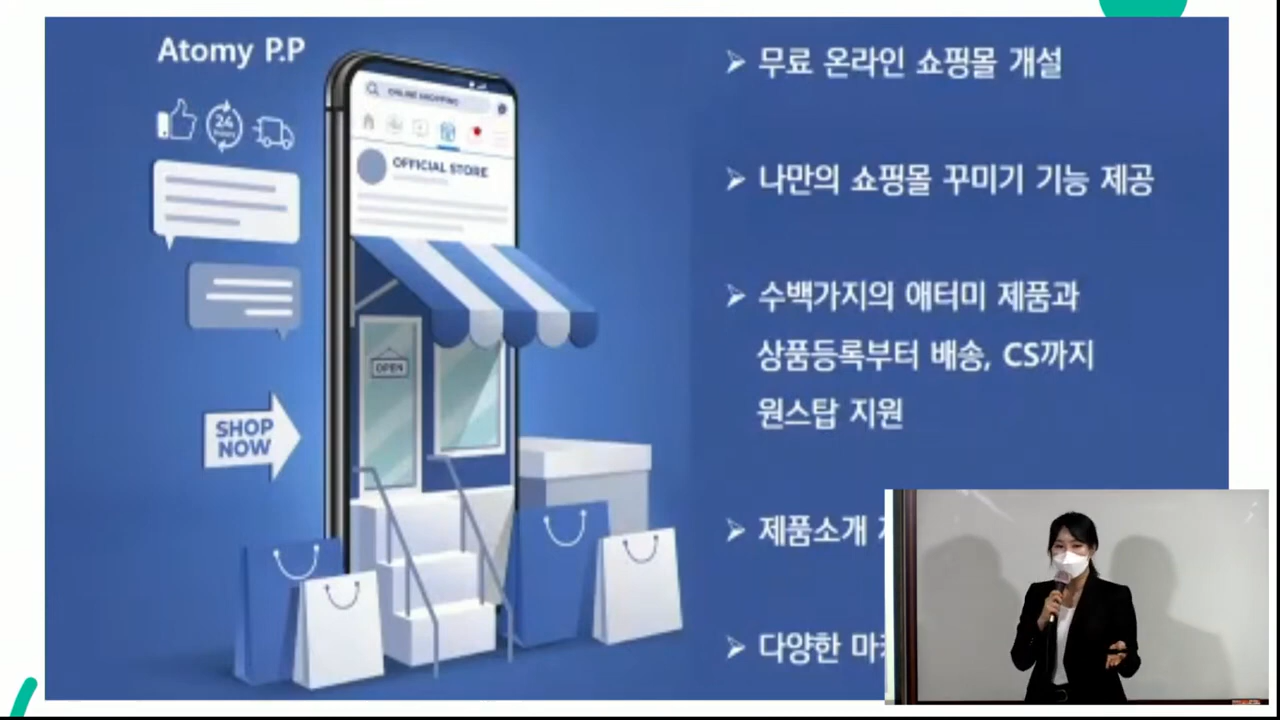 Atomy P.P
24
ONLINE SHOPPING
OFFICIAL STORE
OPEN
SHOP
NOW
➢ 무료 온라인 쇼핑몰 개설
➢ 나만의 쇼핑몰 꾸미기 기능 제공
➢ 수백가지의 애터미 제품과
상품등록부터 배송, CS까지
원스탑 지원
➢ 제품소개
➢ 다양한